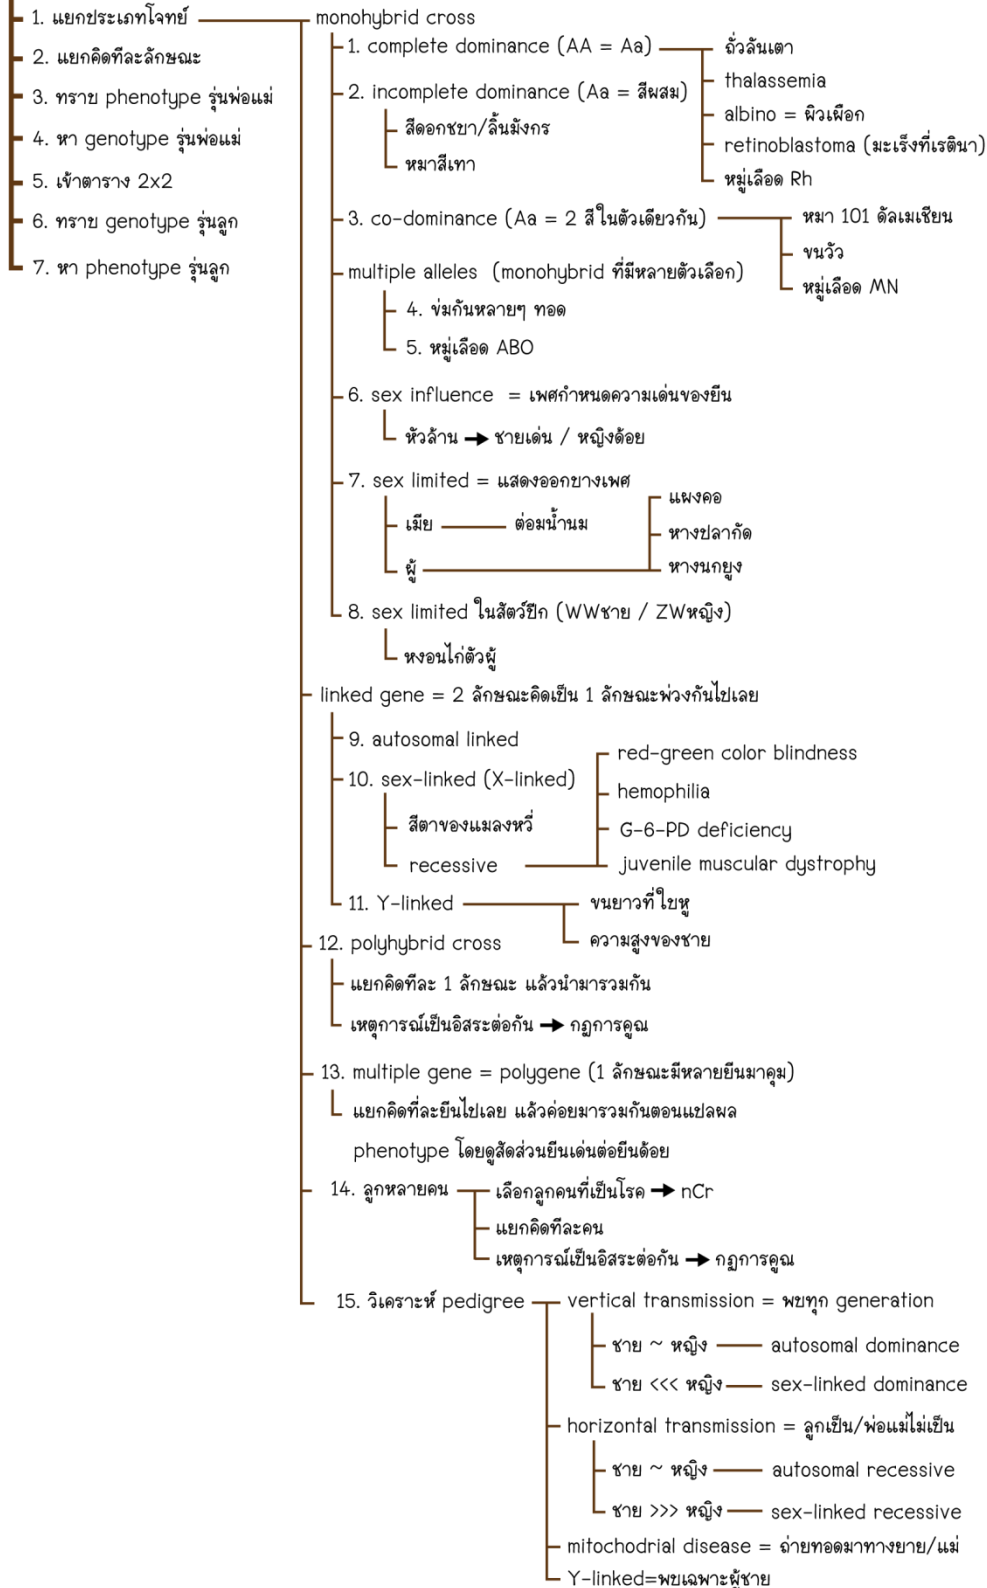 1. แยกประเภทโจทย์
2. แยกคิดทีละลักษณะ
3. ทราบ phenotype รุ่นพ่อแม่
4. หา genotype รุ่นพ่อแม่
5. เข้าตาราง 2x2
6. ทราบ genotype รุ่นลูก
7. หา phenotype รุ่นลูก
monohybrid cross
1. complete dominance (AA = Aa)
ถั่วลันเตา
thalassemia
albino = ผิวเผือก
retinoblastoma (มะเร็งที่เรตินา)
หมู่เลือด Rh
2. incomplete dominance (Aa = สีผสม)
สีดอกชบา/ลิ้นมังกร
หมาสีเทา
3. co-dominance (Aa = 2 สีในตัวเดียวกัน)
หมา 101 ดัลเมเชียน
ขนวัว
หมู่เลือด MN
multiple alleles (monohybrid ที่มีหลายตัวเลือก)
4. ข่มกันหลายๆ ทอด
5. หมู่เลือด ABO
6. sex influence = เพศกำหนดความเด่นของยีน
หัวล้าน → ชายเด่น / หญิงด้อย
7. sex limited = แสดงออกบางเพศ
เมีย
ต่อมน้ำนม
ผู้
แผงคอ
หางปลากัด
หางนกยูง
8. sex limited ในสัตว์ปีก (WWชาย / ZWหญิง)
หงอนไก่ตัวผู้
linked gene = 2 ลักษณะคิดเป็น 1 ลักษณะพ่วงกันไปเลย
9. autosomal linked
10. sex-linked (X-linked)
สีตาของแมลงหวี่
recessive
red-green color blindness
hemophilia
G-6-PD deficiency
juvenile muscular dystrophy
11. Y-linked
ขนยาวที่ใบหู
ความสูงของชาย
12. polyhybrid cross
แยกคิดทีละ 1 ลักษณะ แล้วนำมารวมกัน
เหตุการณ์เป็นอิสระต่อกัน → กฎการคูณ
13. multiple gene = polygene (1 ลักษณะมีหลายยีนมาคุม)
แยกคิดที่ละยีนไปเลย แล้วค่อยมารวมกันตอนแปลผล
phenotype โดยดูสัดส่วนยีนเด่นต่อยีนด้อย
14. ลูกหลายคน
เลือกลูกคนที่เป็นโรค → nCr
แยกคิดทีละคน
เหตุการณ์เป็นอิสระต่อกัน → กฎการคูณ
15. วิเคราะห์ pedigree
vertical transmission = พบทุก generation
ชาย ~ หญิง
autosomal dominance
ชาย <<< หญิง
sex-linked dominance
horizontal transmission = ลูกเป็น/พ่อแม่ไม่เป็น
ชาย ~ หญิง
autosomal recessive
ชาย >>> หญิง
sex-linked recessive
mitochodrial disease = ถ่ายทอดมาทางยาย/แม่
Y-linked=พบเฉพาะผู้ชาย